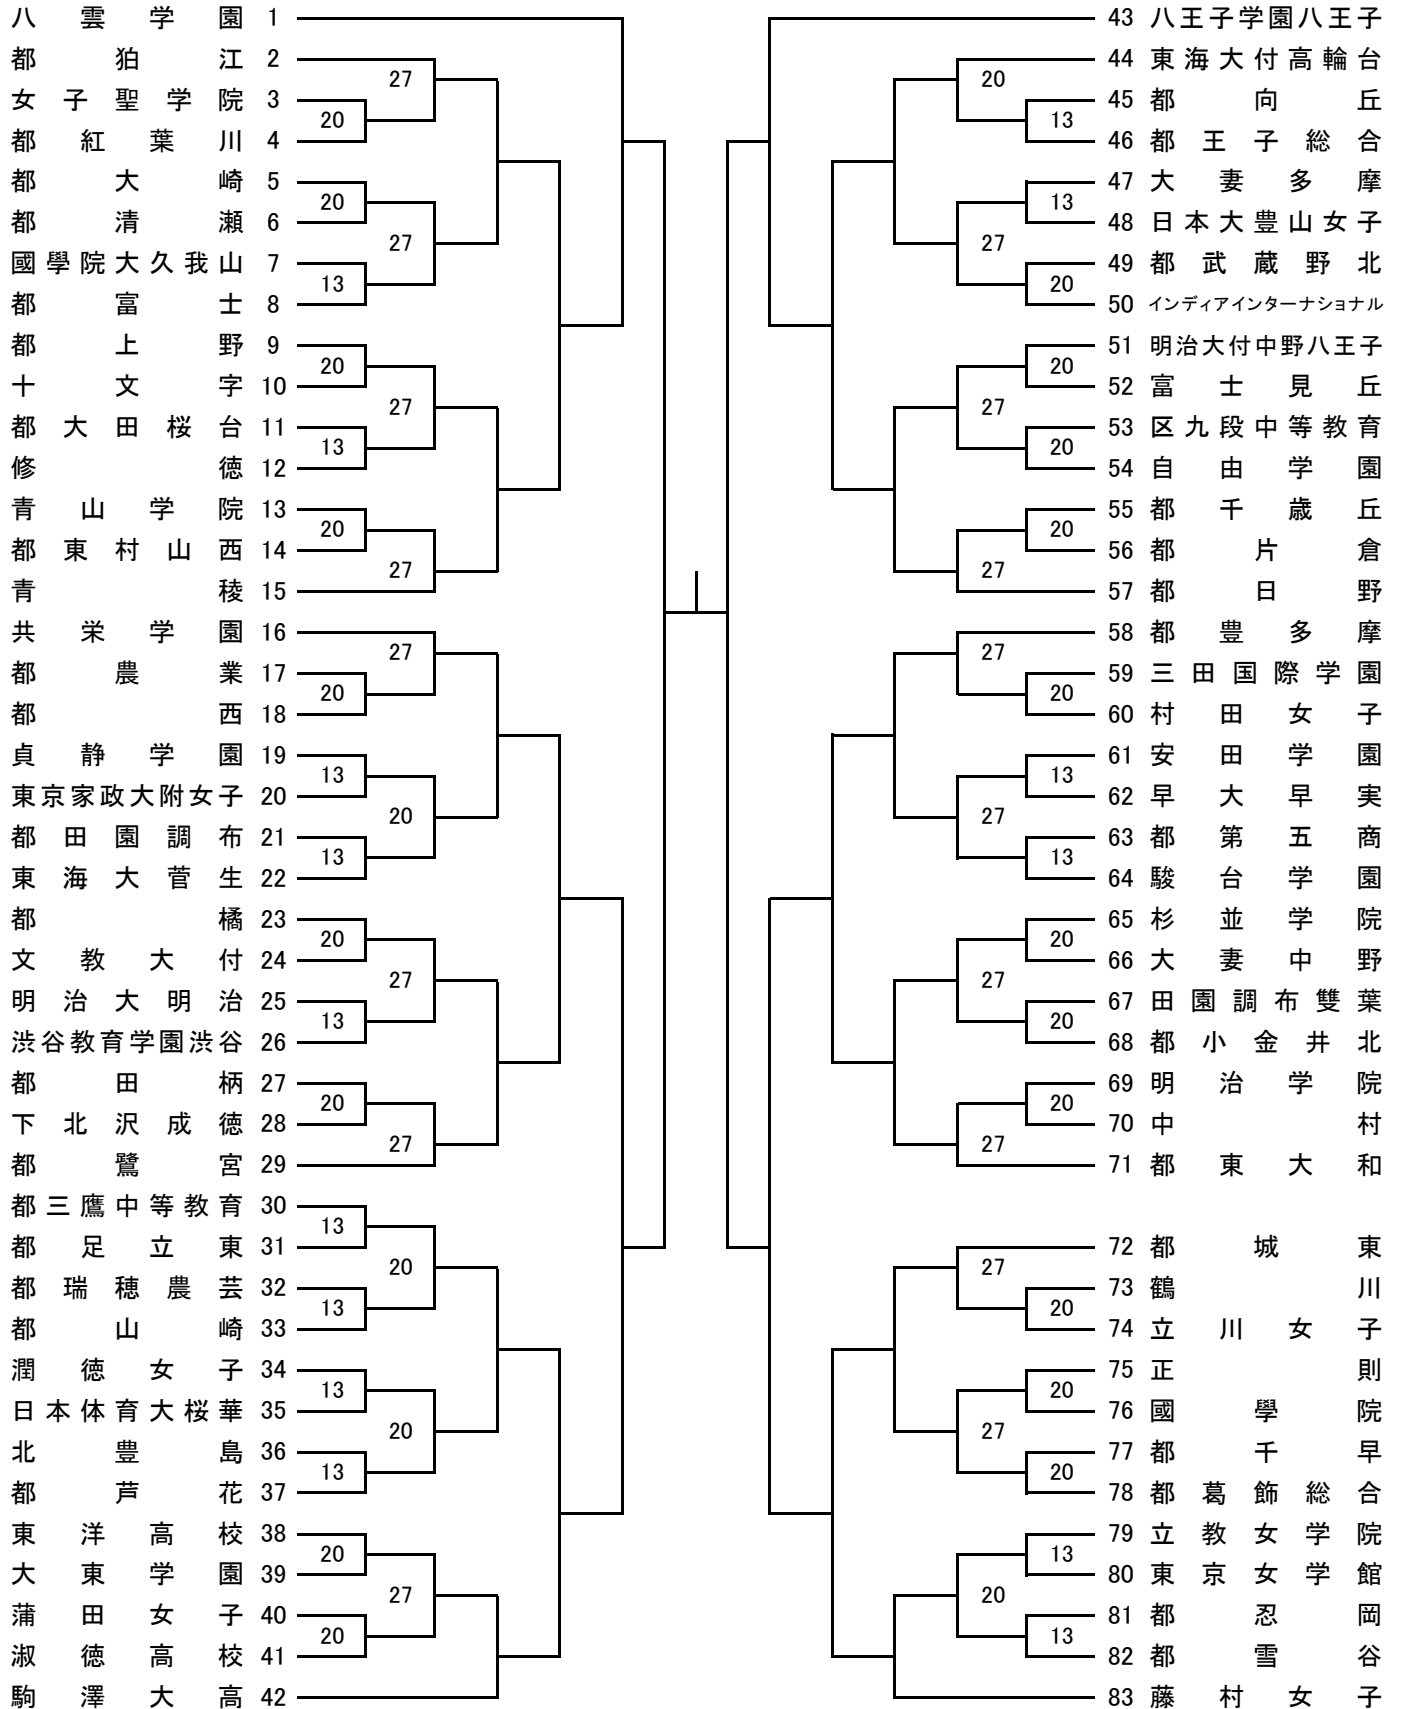 八雲学園 1
都狛江 2
27
女子聖学院 3
20
都紅葉川 4
都大崎 5
20
都清瀬 6
27
國學院大久我山 7
13
都富士 8
都上野 9
20
十文字 10
27
都大田桜台 11
13
修徳 12
青山学院 13
20
都東村山西 14
27
青稜 15
共栄学園 16
27
都農業 17
20
都西 18
貞静学園 19
13
東京家政大附女子 20
20
都田園調布 21
13
東海大菅生 22
都橘 23
20
文教大付 24
27
明治大明治 25
13
渋谷教育学園渋谷 26
都田柄 27
20
下北沢成徳 28
27
都鷺宮 29
都三鷹中等教育 30
13
都足立東 31
20
都瑞穂農芸 32
13
都山崎 33
潤徳女子 34
13
日本体育大桜華 35
20
北豊島 36
13
都芦花 37
東洋高校 38
20
大東学園 39
27
蒲田女子 40
20
淑徳高校 41
駒澤大高 42
43 八王子学園八王子
44 東海大付高輪台
20
45 都向丘
13
46 都王子総合
47 大妻多摩
13
48 日本大豊山女子
27
49 都武蔵野北
20
50 インディアインターナショナル
51 明治大付中野八王子
20
52 富士見丘
27
53 区九段中等教育
20
54 自由学園
55 都千歳丘
20
56 都片倉
27
57 都日野
58 都豊多摩
27
59 三田国際学園
20
60 村田女子
61 安田学園
13
62 早大早実
27
63 都第五商
13
64 駿台学園
65 杉並学院
20
66 大妻中野
27
67 田園調布雙葉
20
68 都小金井北
69 明治学院
20
70 中村
27
71 都東大和
72 都城東
27
73 鶴川
20
74 立川女子
75 正則
20
76 國學院
27
77 都千早
20
78 都葛飾総合
79 立教女学院
13
80 東京女学館
20
81 都忍岡
13
82 都雪谷
83 藤村女子